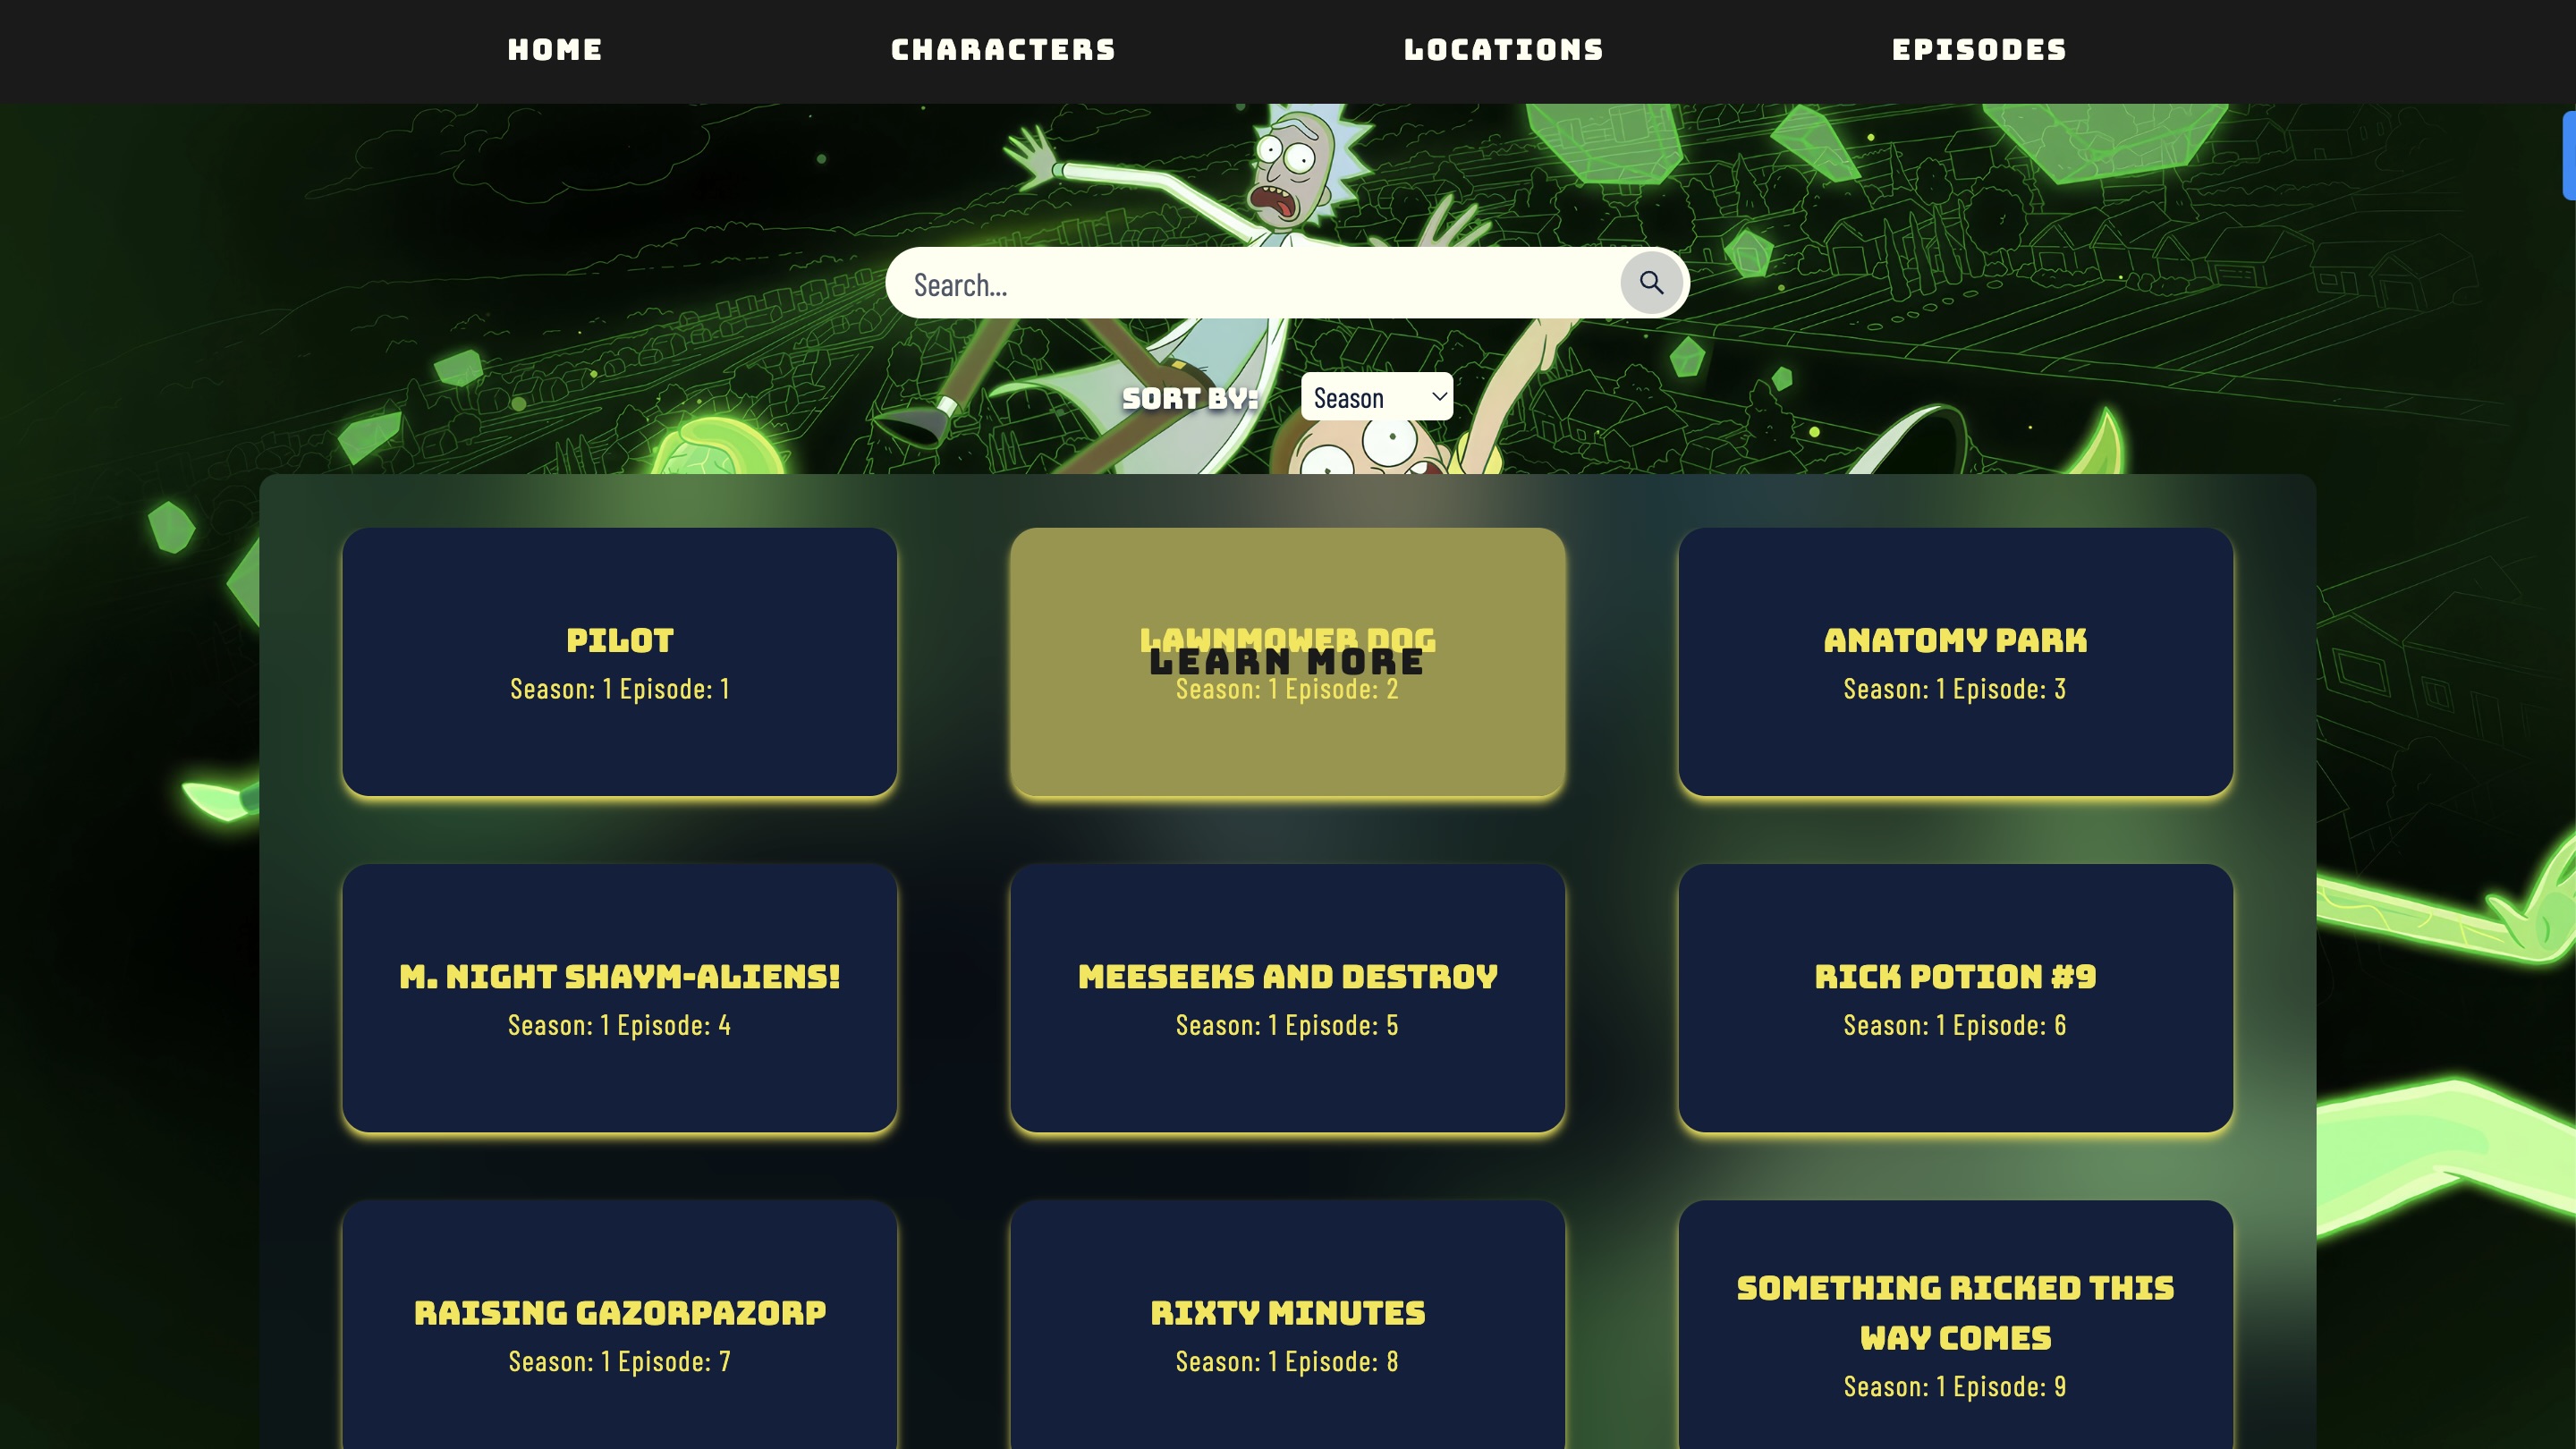 HOME
CHARACTERS
LOCATIONS
EPISODES
Search...
SORT BY:
Season
PILOT
Season: 1 Episode: 1
LAWNMOWER DOG
LEARN MORE
Season: 1 Episode: 2
ANATOMY PARK
Season: 1 Episode: 3
M. NIGHT SHAYM-ALIENS!
Season: 1 Episode: 4
MEESEEKS AND DESTROY
Season: 1 Episode: 5
RICK POTION #9
Season: 1 Episode: 6
RAISING GAZORPAZORP
Season: 1 Episode: 7
RIXTY MINUTES
Season: 1 Episode: 8
SOMETHING RICKED THIS
WAY COMES
Season: 1 Episode: 9